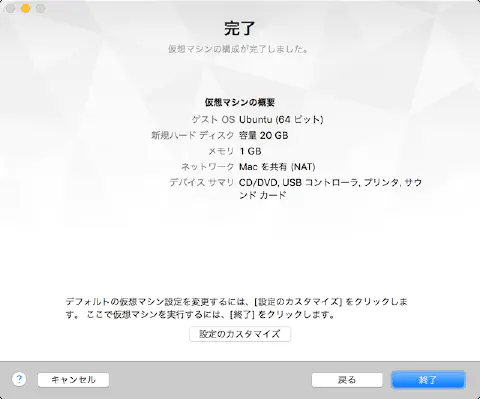 完了
仮想マシンの構成が完了しました。
仮想マシンの概要
ゲスト OS Ubuntu (64 ビット)
新規ハード ディスク 容量 20 GB
メモリ 1 GB
ネットワーク Mac を共有 (NAT)
デバイス サマリ CD/DVD, USB コントローラ, プリンタ, サウ
ンド カード
デフォルトの仮想マシン設定を変更するには、[設定のカスタマイズ] をクリックしま
す。 ここで仮想マシンを実行するには、[終了] をクリックします。
設定のカスタマイズ
? キャンセル 戻る 終了